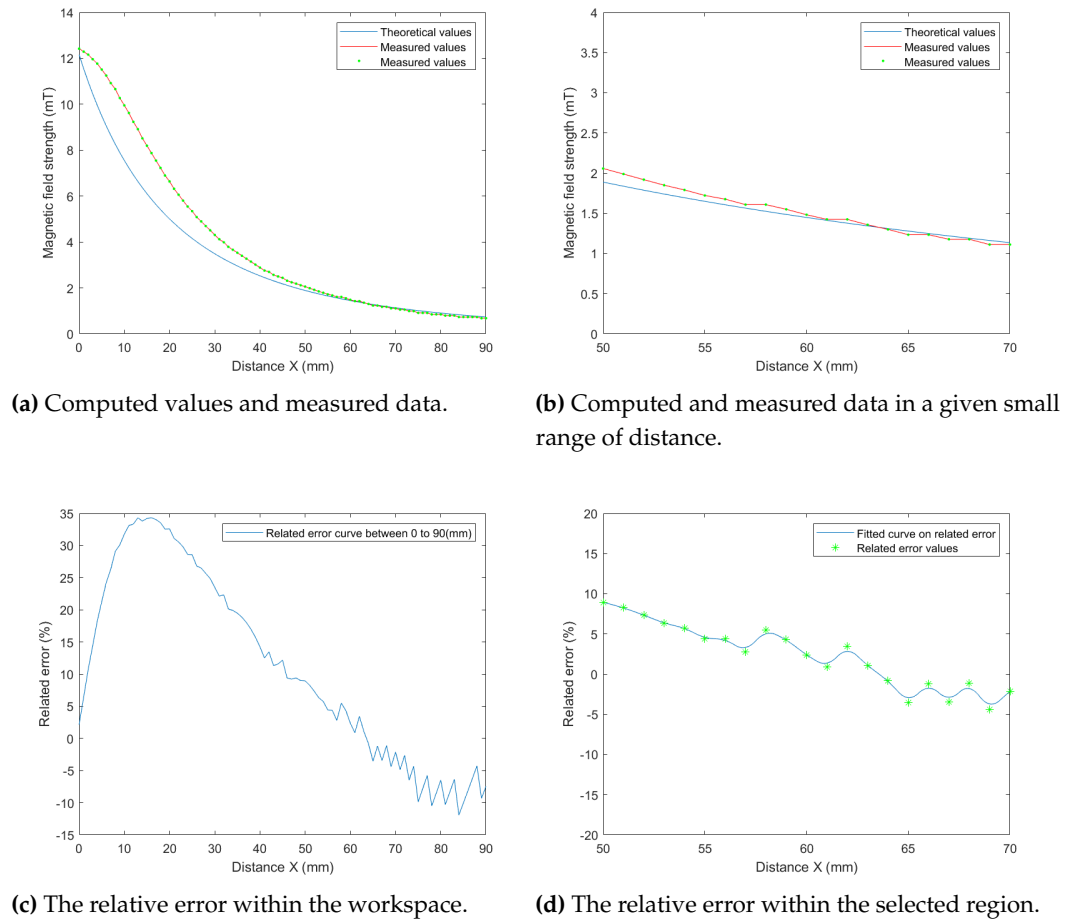 14
12
10
8
6
4
2
0
0 10 20 30 40 50 60 70 80 90
Magnetic field strength (mT)
Distance X (mm)
Theoretical values
Measured values
Measured values
(a) Computed values and measured data.
4
3.5
3
2.5
2
1.5
1
0.5
0
50 55 60 65 70
Magnetic field strength (mT)
Distance X (mm)
Theoretical values
Measured values
Measured values
(b) Computed and measured data in a given small
range of distance.
35
30
25
20
15
10
5
0
-5
-10
-15
0 10 20 30 40 50 60 70 80 90
Related error (%)
Distance X (mm)
Related error curve between 0 to 90(mm)
(c) The relative error within the workspace.
20
15
10
5
0
-5
-10
-15
-20
50 55 60 65 70
Related error (%)
Distance X (mm)
Fitted curve on related error
Related error values
(d) The relative error within the selected region.